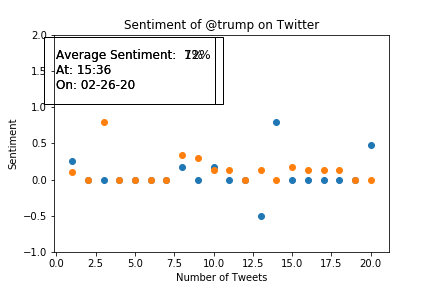 Sentiment of @trump on Twitter
2.0
Average Sentiment:
At: 15:36
On: 02-26-20
1.5
1.0
0.5
0.0
−0.5
−1.0
Sentiment
0.0 2.5 5.0 7.5 10.0 12.5 15.0 17.5 20.0
Number of Tweets